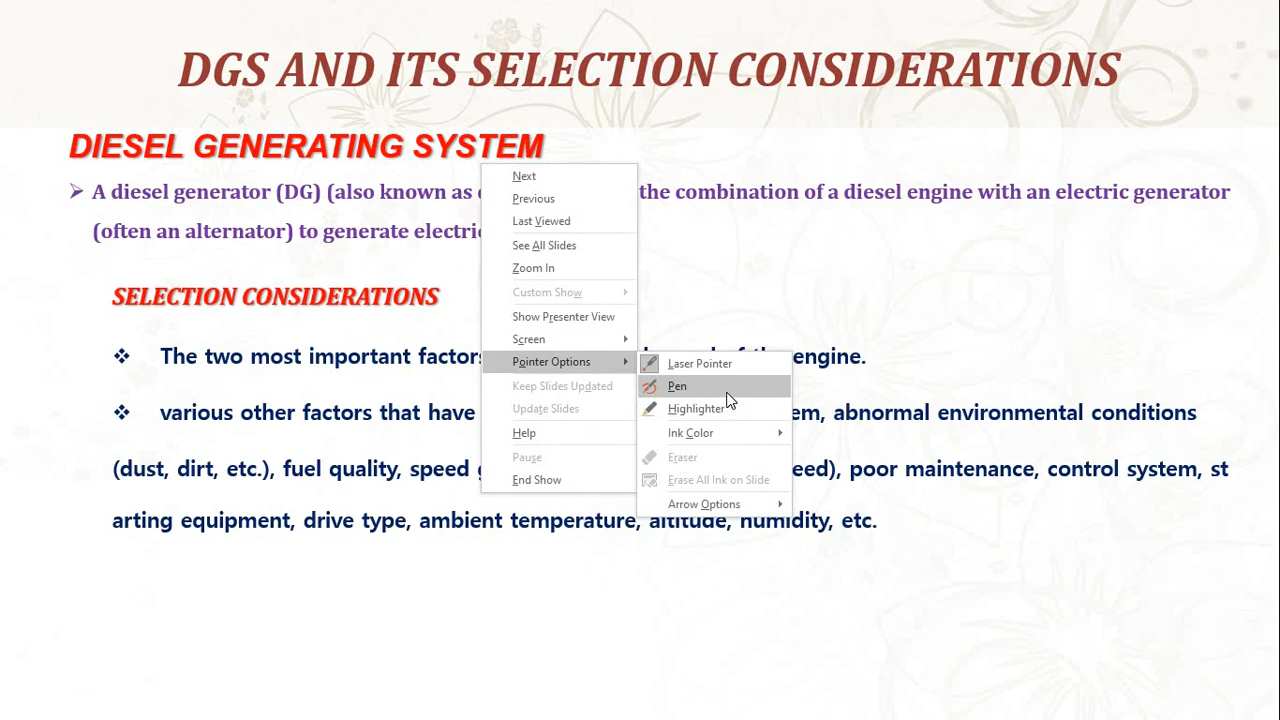 DGS AND ITS SELECTION CONSIDERATIONS
DIESEL GENERATING SYSTEM
A diesel generator (DG) (also known as the combination of a diesel engine with an electric generator
(often an alternator) to generate electric
SELECTION CONSIDERATIONS
The two most important factors engine.
various other factors that have abnormal environmental conditions
(dust, dirt, etc.), fuel quality, speed poor maintenance, control system, st
arting equipment, drive type, ambient temperature, altitude, humidity, etc.
Next
Previous
Last Viewed
See All Slides
Zoom In
Custom Show
Show Presenter View
Screen
Pointer Options
Keep Slides Updated
Update Slides
Help
Pause
End Show
Laser Pointer
Pen
Highlighter
Ink Color
Eraser
Erase All Ink on Slide
Arrow Options